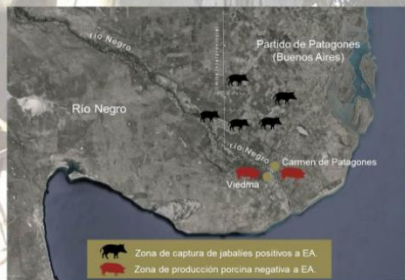 río Negro
Partido de Patagones
(Buenos Aires)
Río Negro
río Negro
Carmen de Patagones
Viedma
Zona de captura de jabalíes positivos a EA.
Zona de producción porcina negativa a EA.